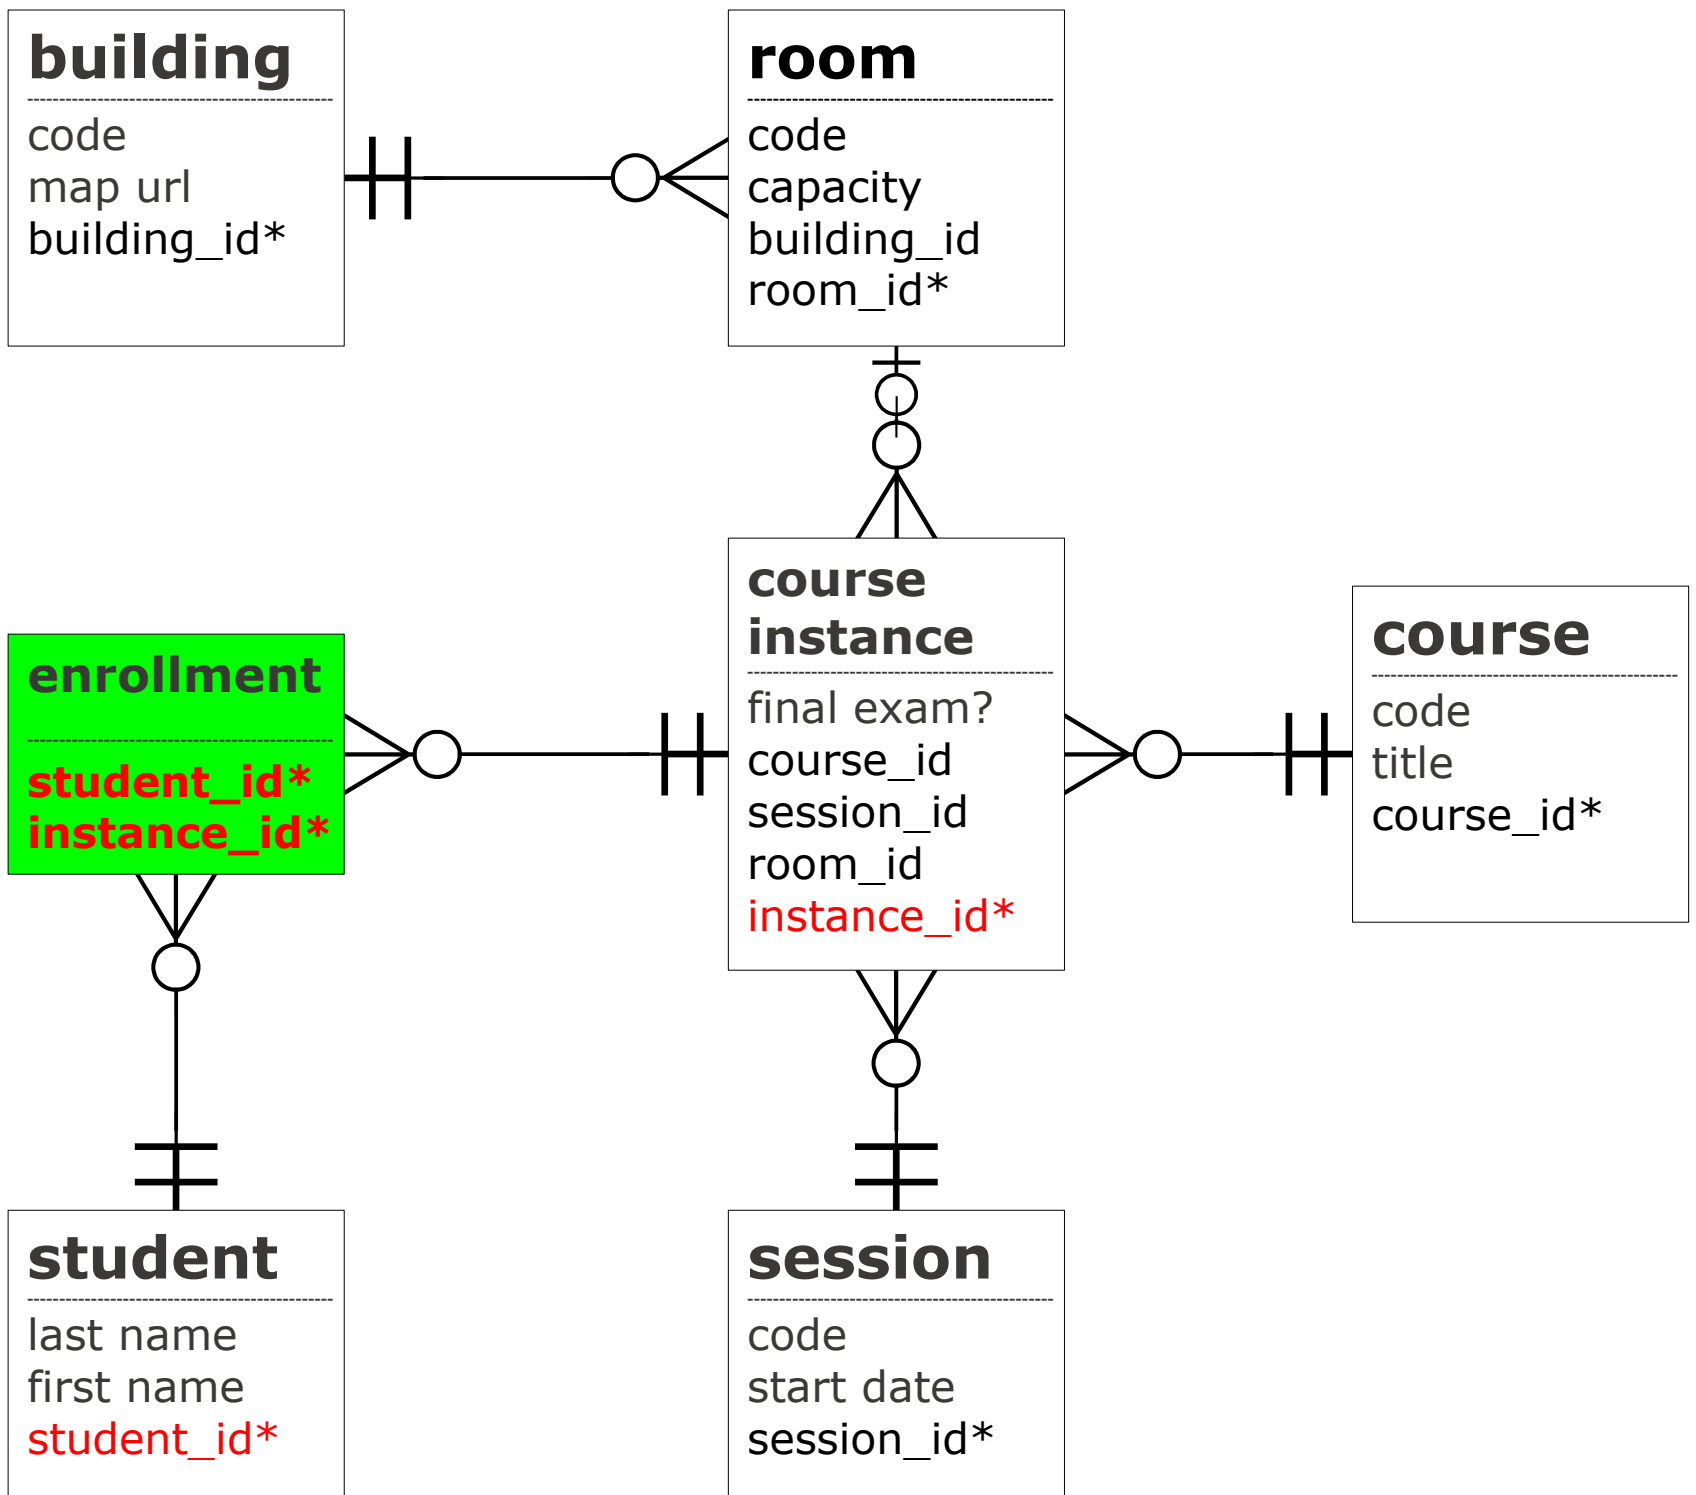 building
code
map url
building_id*
room
code
capacity
building_id
room_id*
enrollment
student_id*
instance_id*
course
instance
final exam?
course_id
session_id
room_id
instance_id*
course
code
title
course_id*
student
last name
first name
student_id*
session
code
start date
session_id*